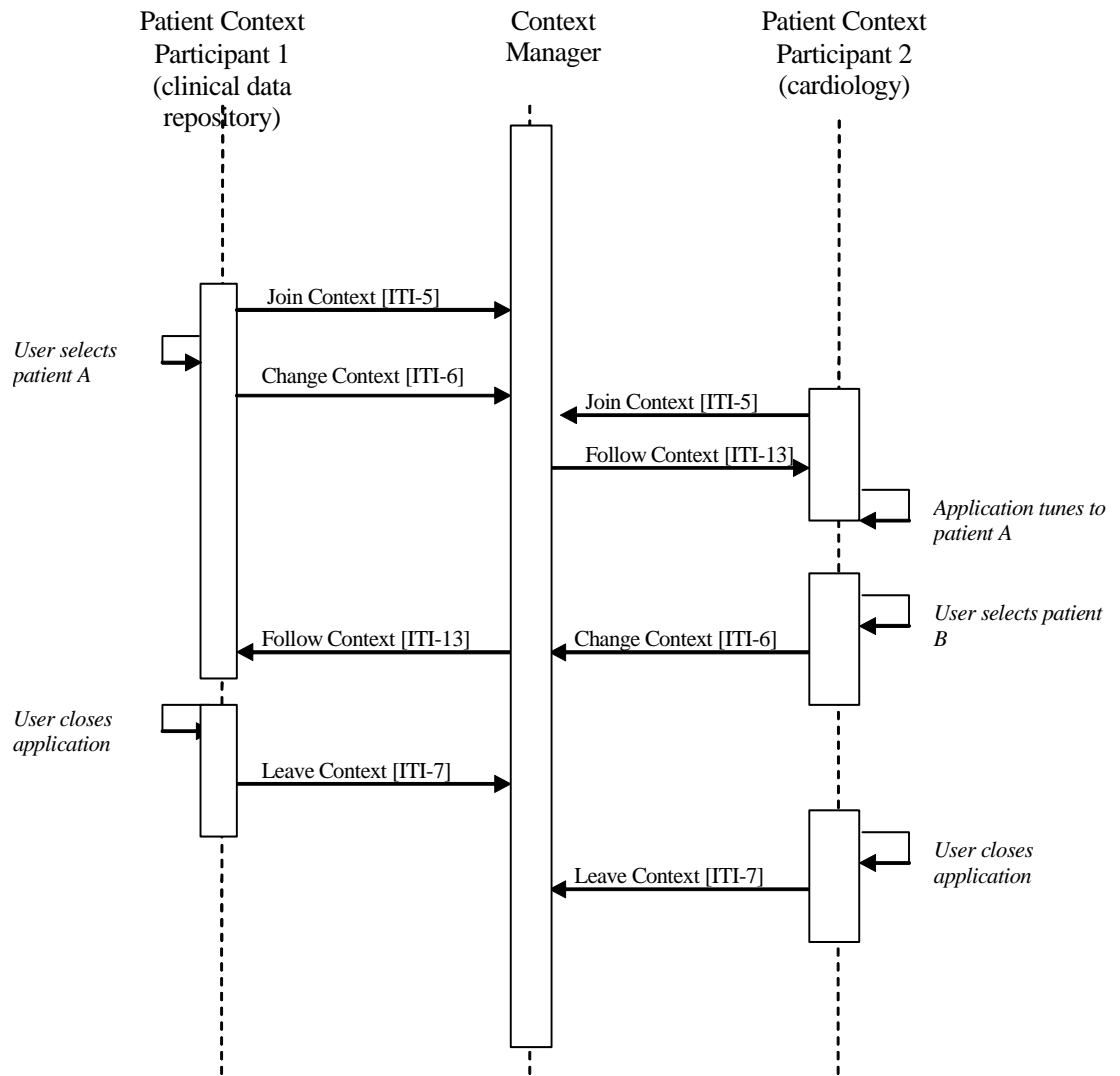 Patient Context
Participant 1
(clinical data
repository)
Context
Manager
Patient Context
Participant 2
(cardiology)
Join Context [ITI-5]
User selects
patient A
Change Context [ITI-6]
Join Context [ITI-5]
Follow Context [ITI-13]
Application tunes to
patient A
User selects patient
B
Follow Context [ITI-13]
Change Context [ITI-6]
User closes
application
Leave Context [ITI-7]
User closes
application
Leave Context [ITI-7]